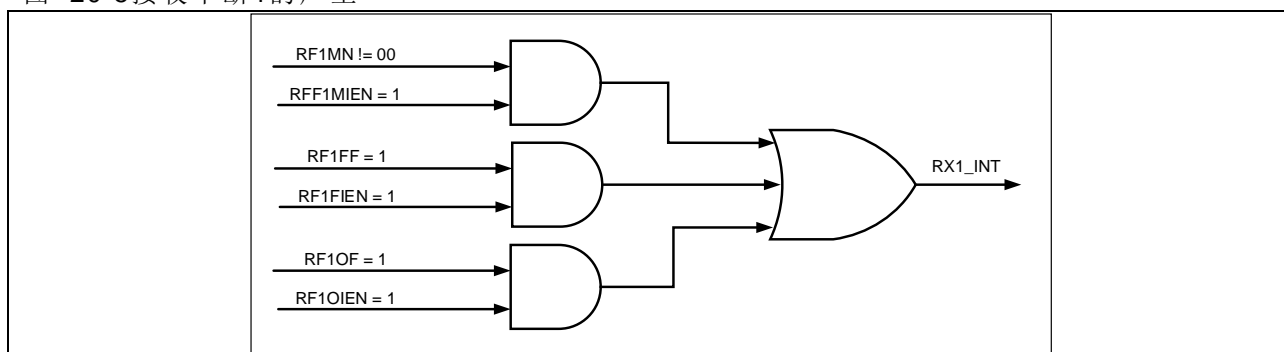 RF1MN != 00
RFF1MIEN = 1
RF1FF = 1
RF1FIEN = 1
RX1_INT
RF1OF = 1
RF1OIEN = 1